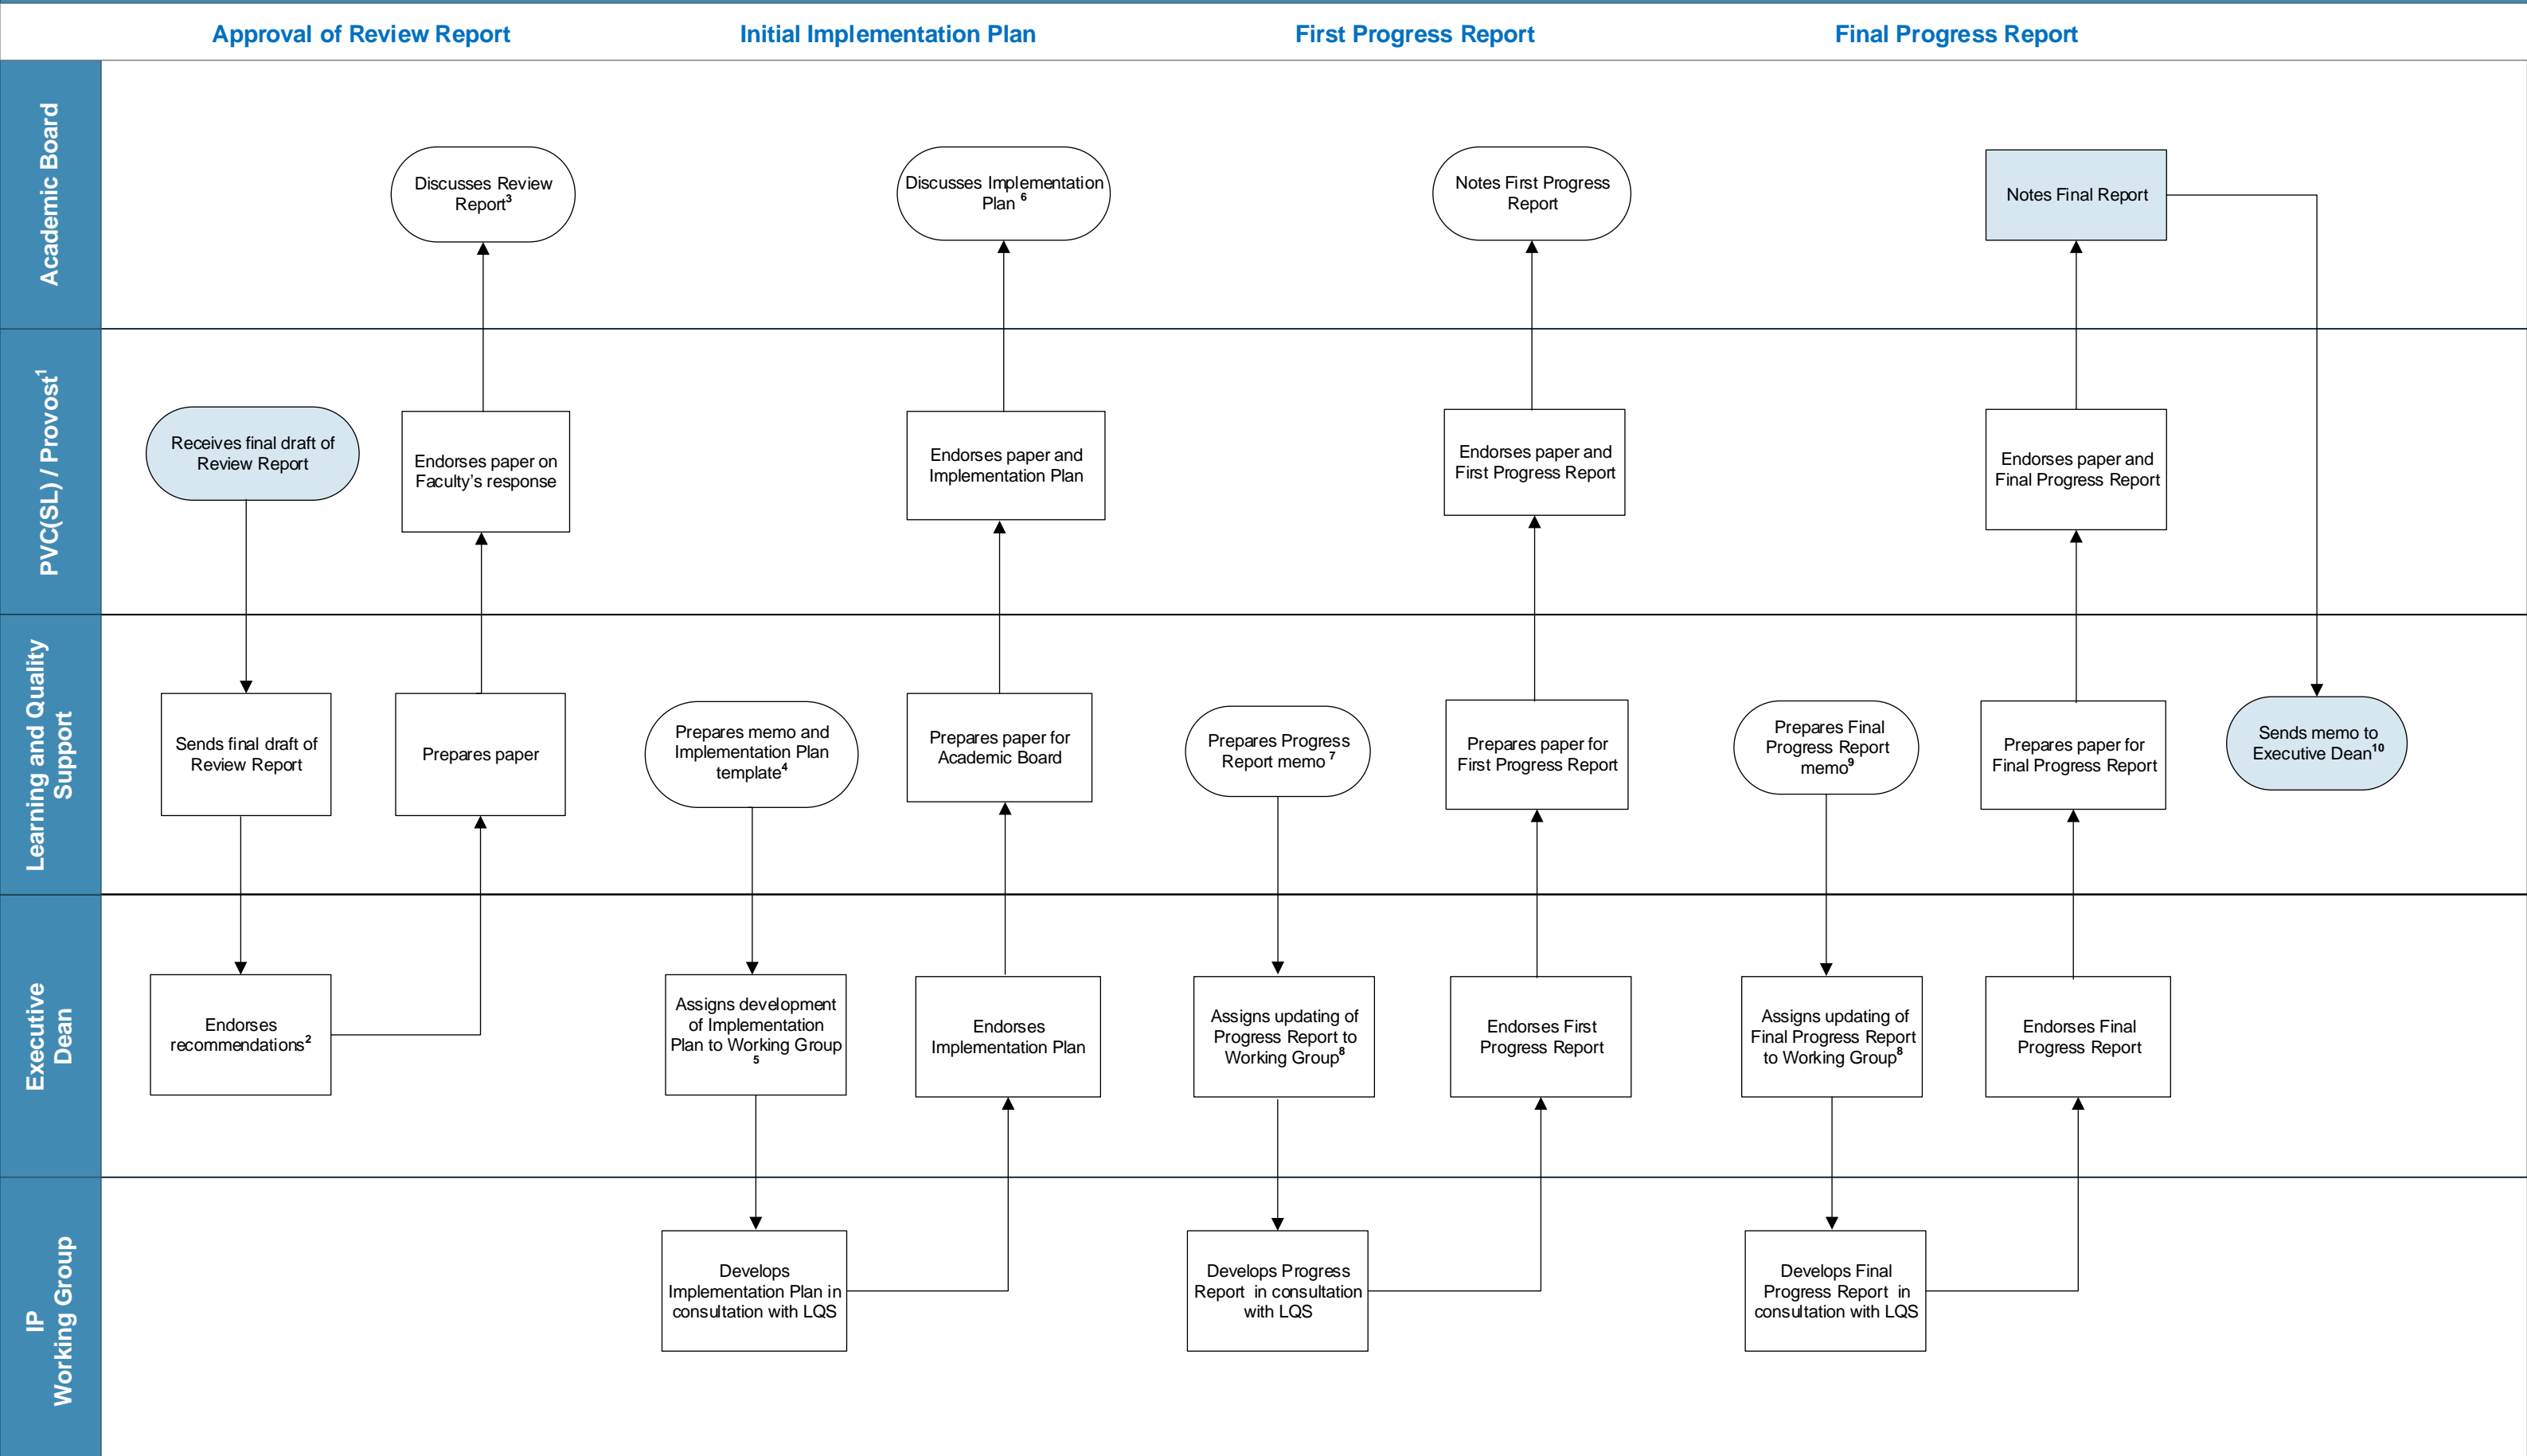 Approval of Review Report
Initial Implementation Plan
First Progress Report
Final Progress Report
Academic Board
Discusses Review
Report³
Discusses Implementation
Plan ⁶
Notes First Progress
Report
Notes Final Report
PVC(SL) / Provost¹
Receives final draft of
Review Report
Endorses paper on
Faculty’s response
Endorses paper and
Implementation Plan
Endorses paper and
First Progress Report
Endorses paper and
Final Progress Report
Learning and Quality
Support
Sends final draft of
Review Report
Prepares paper
Prepares memo and
Implementation Plan
template⁴
Prepares paper for
Academic Board
Prepares Progress
Report memo ⁷
Prepares paper for
First Progress Report
Prepares Final
Progress Report
memo⁹
Prepares paper for
Final Progress Report
Sends memo to
Executive Dean¹⁰
Executive
Dean
Endorses
recommendations²
Assigns development
of Implementation
Plan to Working Group
⁵
Endorses
Implementation Plan
Assigns updating of
Progress Report to
Working Group⁸
Endorses First
Progress Report
Assigns updating of
Final Progress Report
to Working Group⁸
Endorses Final
Progress Report
IP
Working Group
Develops
Implementation Plan in
consultation with LQS
Develops Progress
Report in consultation
with LQS
Develops Final
Progress Report in
consultation with LQS